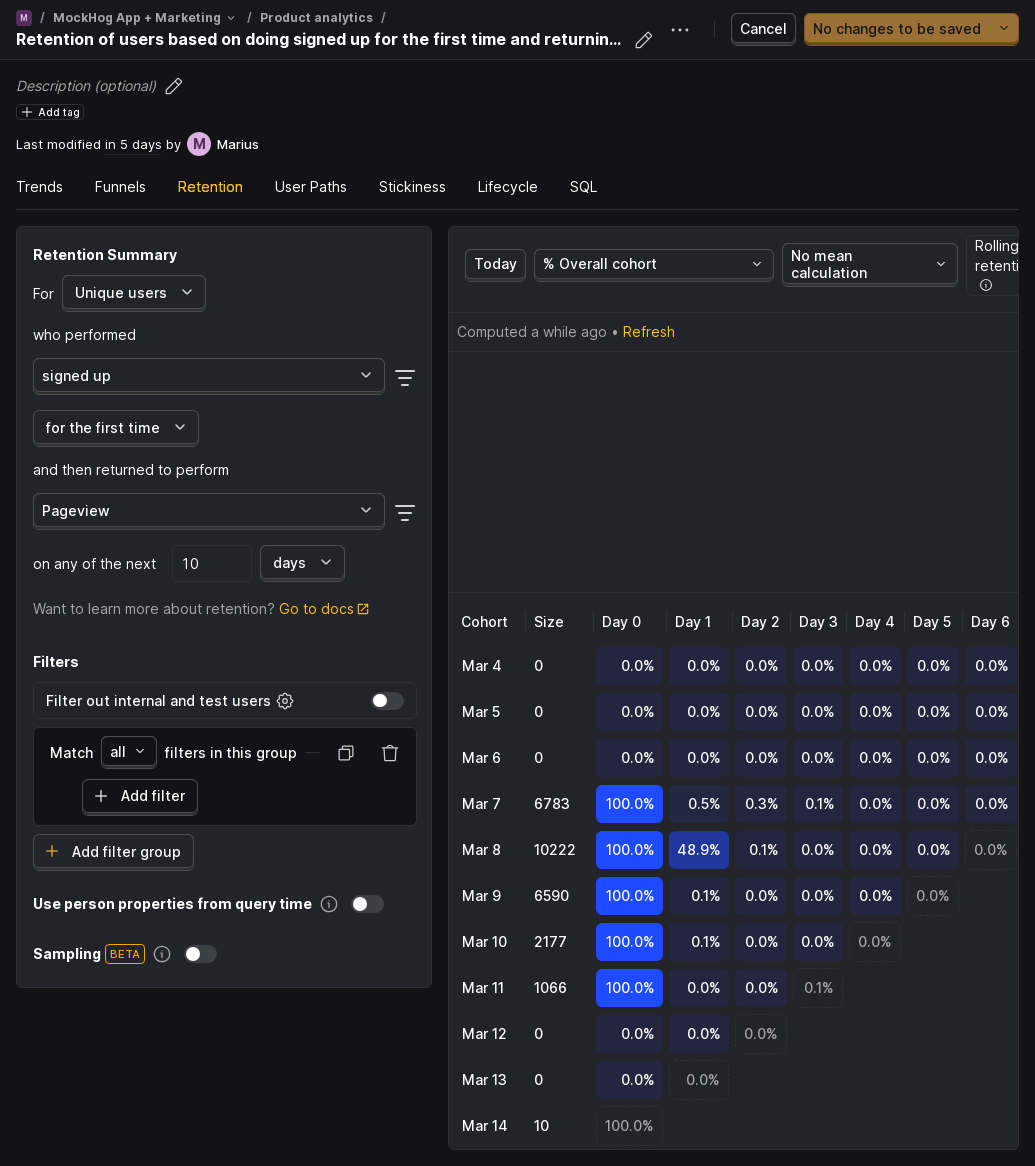 M / MockHog App + Marketing / Product analytics /
Retention of users based on doing signed up for the first time and returnin...
Cancel
No changes to be saved
Description (optional)
Add tag
Last modified in 5 days by M Marius
Trends Funnels Retention User Paths Stickiness Lifecycle SQL
Retention Summary
For Unique users
who performed
signed up
for the first time
and then returned to perform
Pageview
on any of the next 10 days
Want to learn more about retention? Go to docs
Filters
Filter out internal and test users
Match all filters in this group
Add filter
Add filter group
Use person properties from query time
Sampling BETA
Today
% Overall cohort
No mean
calculation
Rolling
retenti
Computed a while ago • Refresh
Cohort Size Day 0 Day 1 Day 2 Day 3 Day 4 Day 5 Day 6
Mar 4 0 0.0% 0.0% 0.0% 0.0% 0.0% 0.0% 0.0%
Mar 5 0 0.0% 0.0% 0.0% 0.0% 0.0% 0.0% 0.0%
Mar 6 0 0.0% 0.0% 0.0% 0.0% 0.0% 0.0% 0.0%
Mar 7 6783 100.0% 0.5% 0.3% 0.1% 0.0% 0.0% 0.0%
Mar 8 10222 100.0% 48.9% 0.1% 0.0% 0.0% 0.0% 0.0%
Mar 9 6590 100.0% 0.1% 0.0% 0.0% 0.0% 0.0%
Mar 10 2177 100.0% 0.1% 0.0% 0.0% 0.0%
Mar 11 1066 100.0% 0.0% 0.0% 0.1%
Mar 12 0 0.0% 0.0% 0.0%
Mar 13 0 0.0% 0.0%
Mar 14 10 100.0%